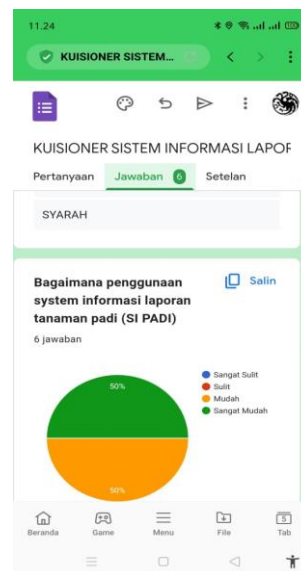 11.24
KUISIONER SISTEM...
KUISIONER SISTEM INFORMASI LAPOR
Pertanyaan Jawaban 6 Setelan
SYARAH
Bagaimana penggunaan
system informasi laporan
tanaman padi (SI PADI)
Salin
6 jawaban
50%
50%
Sangat Sulit
Sulit
Mudah
Sangat Mudah
Beranda Game Menu File Tab
5